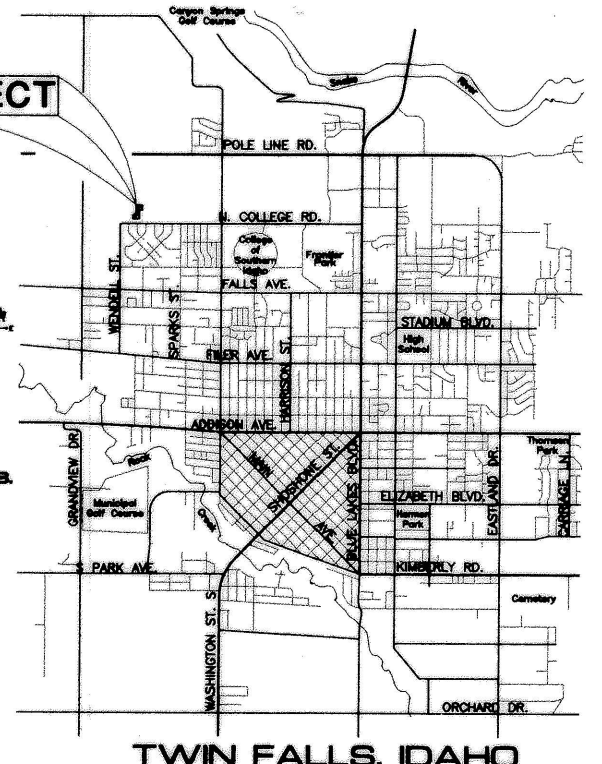 Canyon Springs
Golf Course
Snake
River
ECT
POLE LINE RD.
N. COLLEGE RD.
College
of
Southern
Idaho
Frontier
Park
FALLS AVE.
WENDELL ST.
SPARKS ST.
STADIUM BLVD.
High
School
FILER AVE.
HARRISON ST.
ADDISON AVE.
Thomsen
Park
Rock
Creek
MAIN
AVE.
SHOSHONE ST.
BLUE LAKES BLVD.
GRANDVIEW DR.
S.
Municipal
Golf Course
ELIZABETH BLVD.
Harmon
Park
EASTLAND DR.
CARRIAGE LN.
PARK AVE.
KIMBERLY RD.
Cemetery
WASHINGTON ST. S
ORCHARD DR.
TWIN FALLS, IDAHO